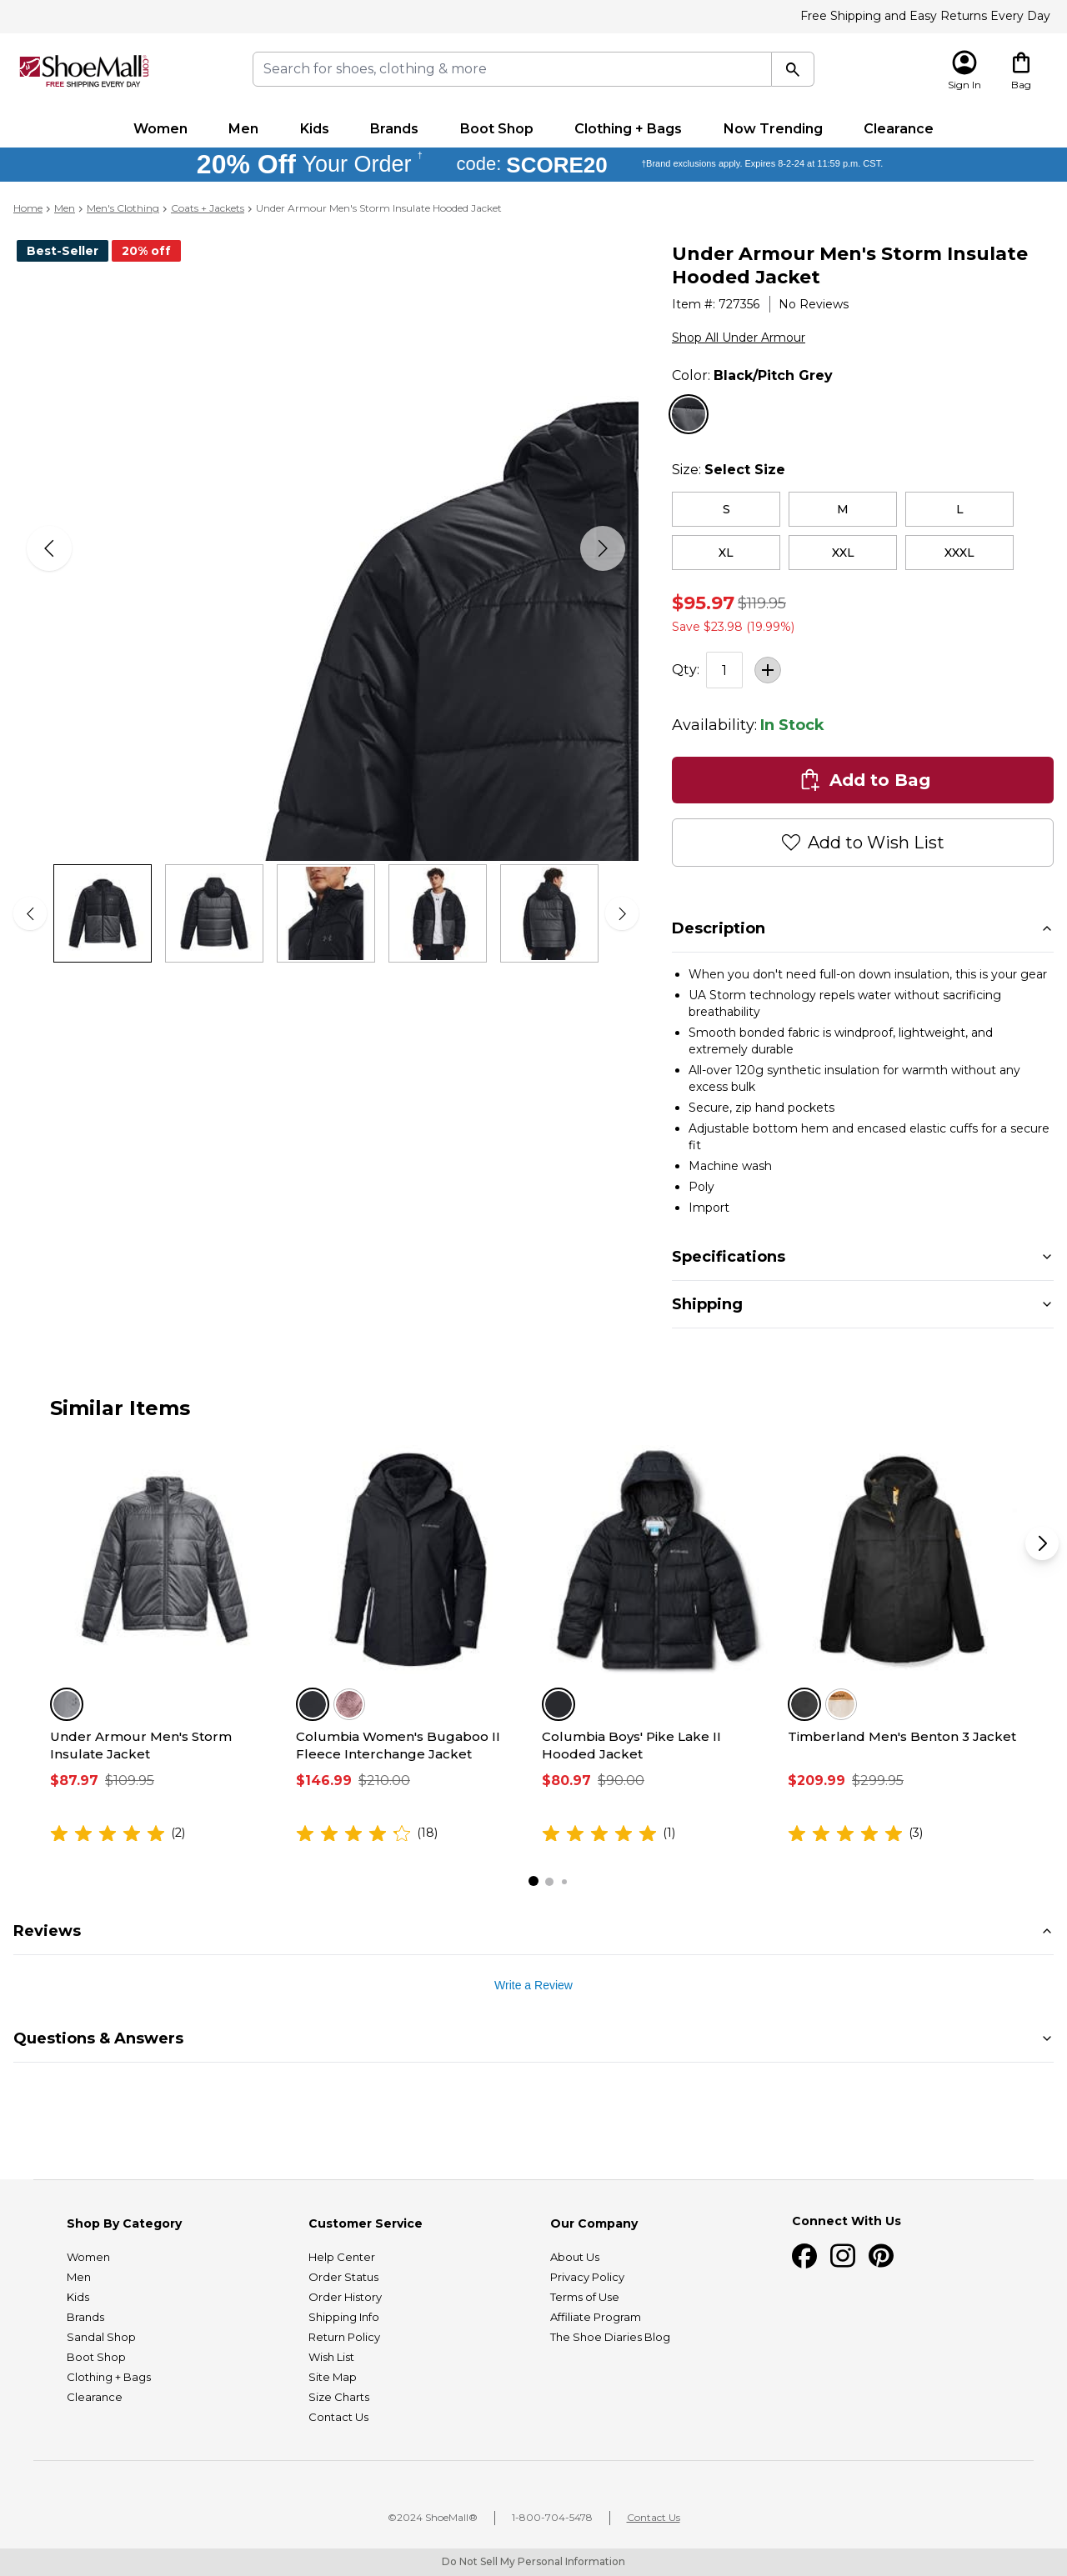 Free Shipping and Easy Returns Every Day
ShoeMall.com
FREE SHIPPING EVERY DAY
Search for shoes, clothing & more
Sign In
Bag
Women
Men
Kids
Brands
Boot Shop
Clothing + Bags
Now Trending
Clearance
20% Off Your Order †
code: SCORE20
†Brand exclusions apply. Expires 8-2-24 at 11:59 p.m. CST.
Home > Men > Men's Clothing > Coats + Jackets > Under Armour Men's Storm Insulate Hooded Jacket
Best-Seller
20% off
Under Armour Men's Storm Insulate
Hooded Jacket
Item #: 727356
No Reviews
Shop All Under Armour
Color: Black/Pitch Grey
Size: Select Size
S
M
L
XL
XXL
XXXL
$95.97 $119.95
Save $23.98 (19.99%)
Qty: 1
Availability: In Stock
Add to Bag
Add to Wish List
Description
• When you don't need full-on down insulation, this is your gear
• UA Storm technology repels water without sacrificing
breathability
• Smooth bonded fabric is windproof, lightweight, and
extremely durable
• All-over 120g synthetic insulation for warmth without any
excess bulk
• Secure, zip hand pockets
• Adjustable bottom hem and encased elastic cuffs for a secure
fit
• Machine wash
• Poly
• Import
Specifications
Shipping
Similar Items
Under Armour Men's Storm
Insulate Jacket
$87.97 $109.95
(2)
Columbia Women's Bugaboo II
Fleece Interchange Jacket
$146.99 $210.00
(18)
Columbia Boys' Pike Lake II
Hooded Jacket
$80.97 $90.00
(1)
Timberland Men's Benton 3 Jacket
$209.99 $299.95
(3)
Reviews
Write a Review
Questions & Answers
Shop By Category
Women
Men
Kids
Brands
Sandal Shop
Boot Shop
Clothing + Bags
Clearance
Customer Service
Help Center
Order Status
Order History
Shipping Info
Return Policy
Wish List
Site Map
Size Charts
Contact Us
Our Company
About Us
Privacy Policy
Terms of Use
Affiliate Program
The Shoe Diaries Blog
Connect With Us
©2024 ShoeMall®
1-800-704-5478
Contact Us
Do Not Sell My Personal Information